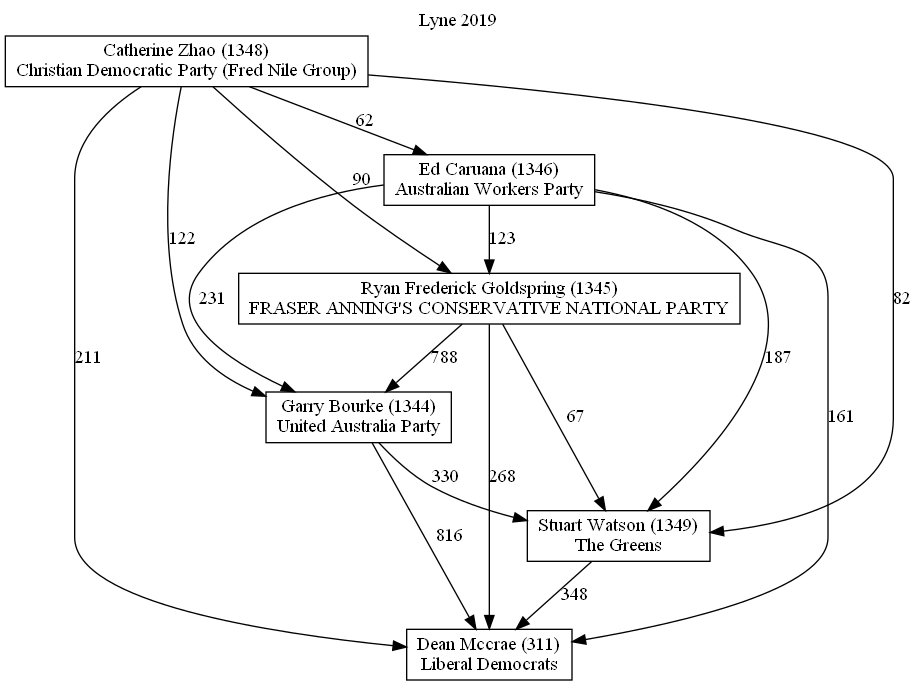 Lyne 2019
Catherine Zhao (1348)
Christian Democratic Party (Fred Nile Group)
62
Ed Caruana (1346)
Australian Workers Party
90
122
123
Ryan Frederick Goldspring (1345)
FRASER ANNING'S CONSERVATIVE NATIONAL PARTY
231
82
211
788
187
Garry Bourke (1344)
United Australia Party
67
161
330
268
Stuart Watson (1349)
The Greens
816
348
Dean Mccrae (311)
Liberal Democrats